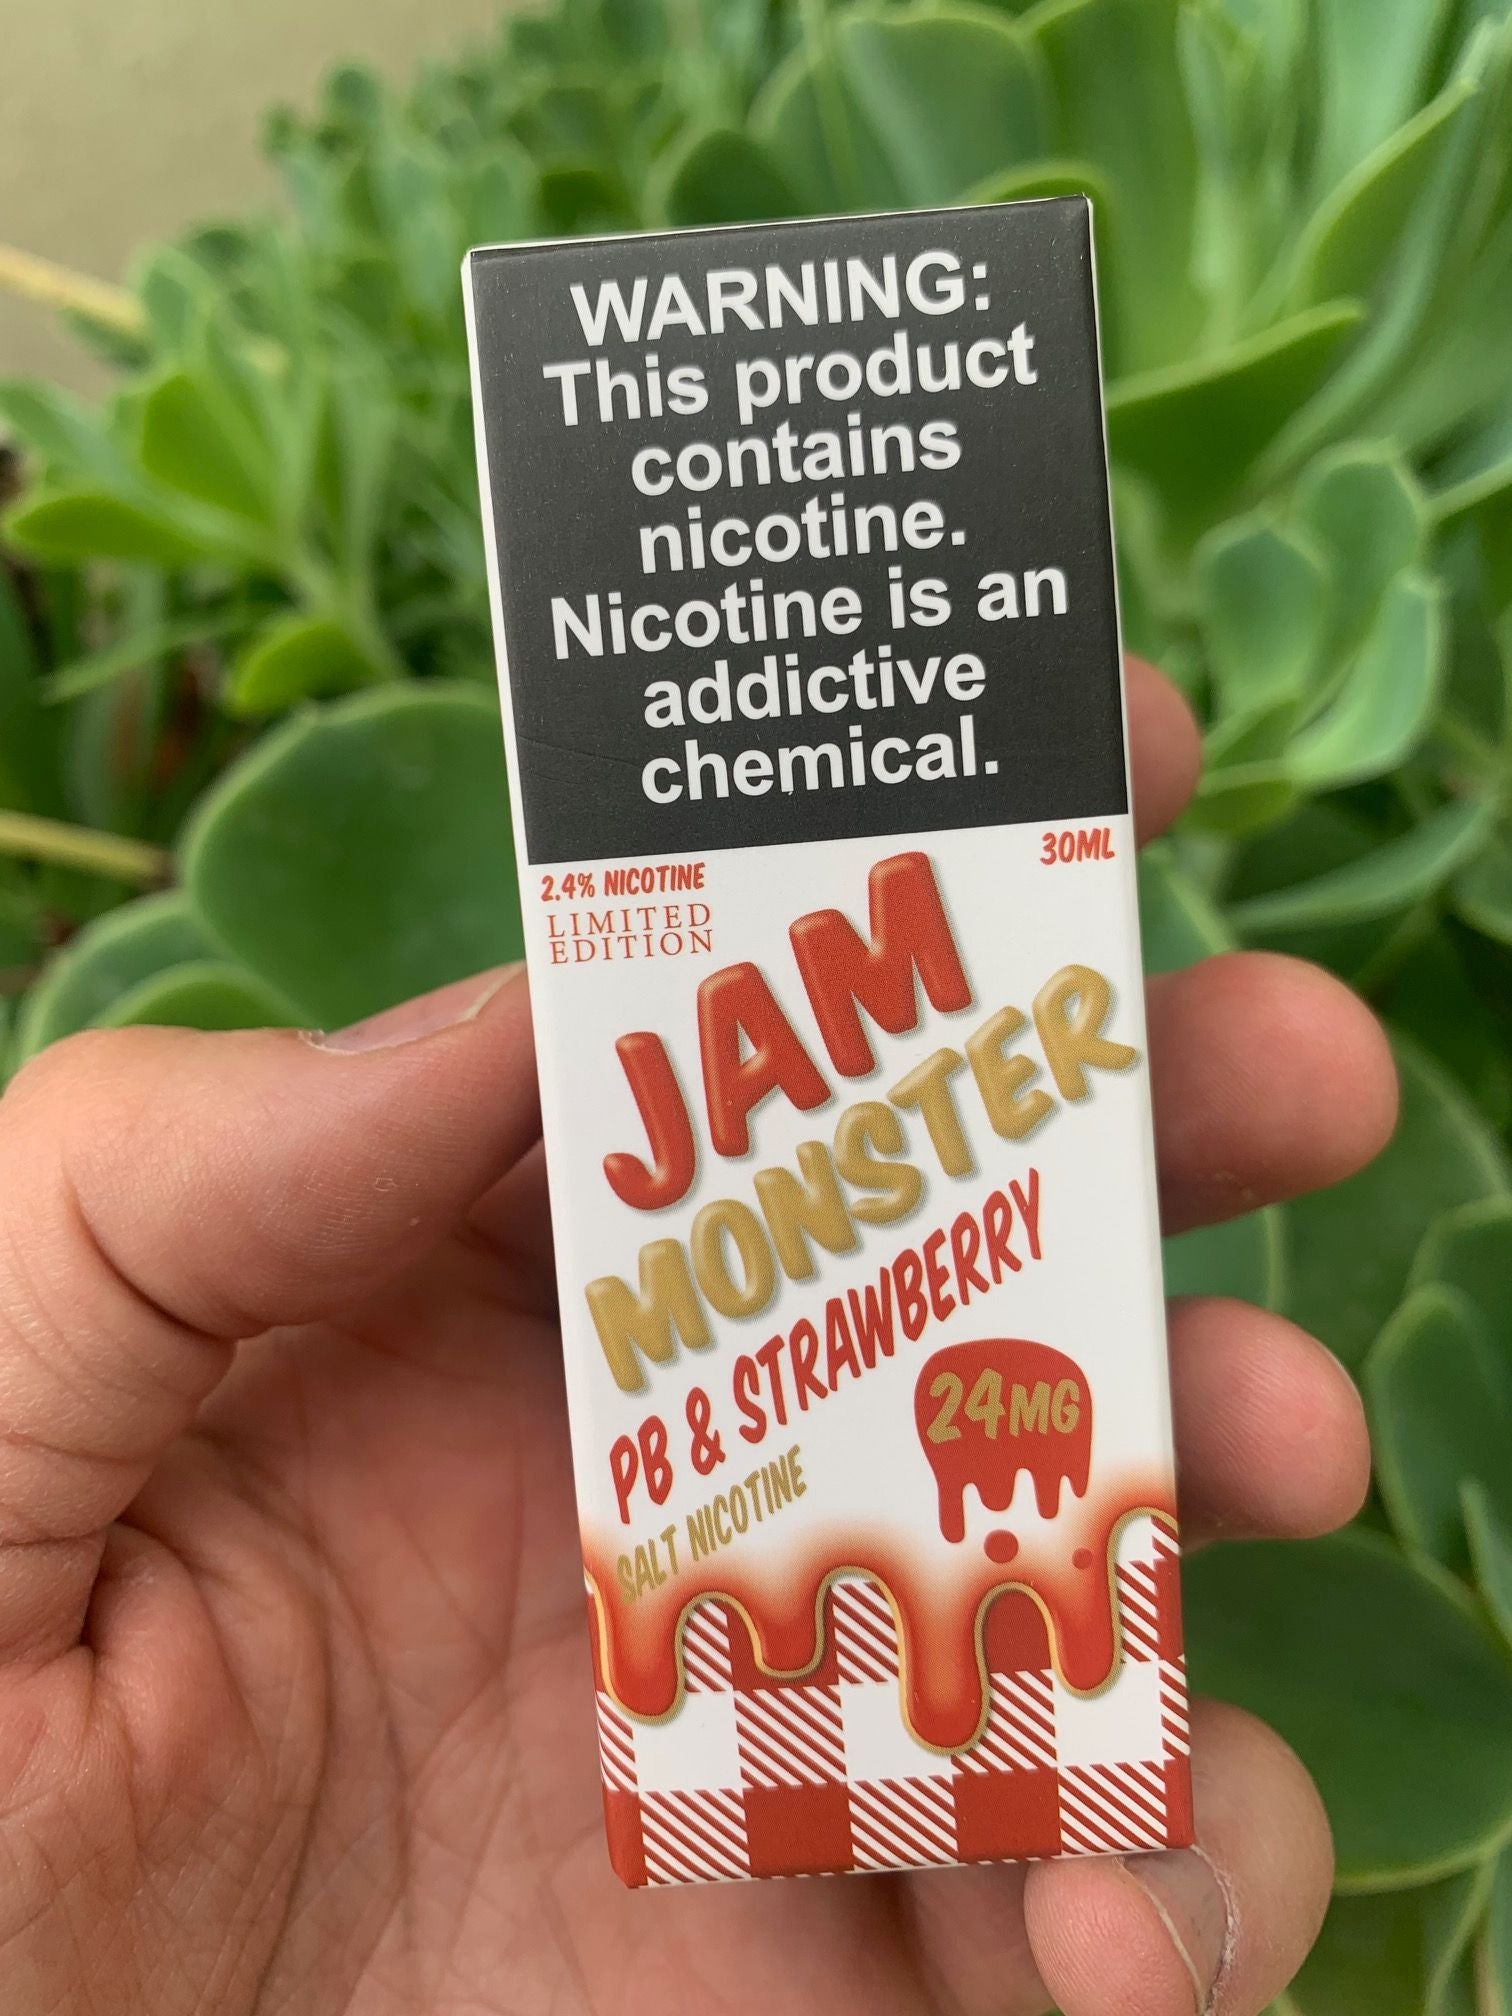 WARNING:
This product
contains
nicotine.
Nicotine is an
addictive
chemical.
2.4% NICOTINE
30ML
LIMITED
EDITION
JAM
MONSTER
PB & STRAWBERRY
24MG
SALT NICOTINE